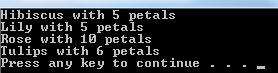 Hibiscus with 5 petals
Lily with 5 petals
Rose with 10 petals
Tulips with 6 petals
Press any key to continue . . .